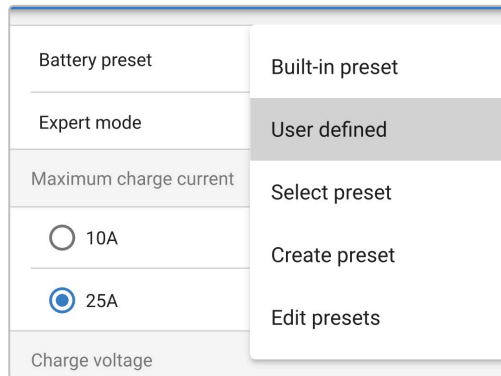 Battery preset
Built-in preset
Expert mode
User defined
Maximum charge current
Select preset
10A
Create preset
25A
Edit presets
Charge voltage